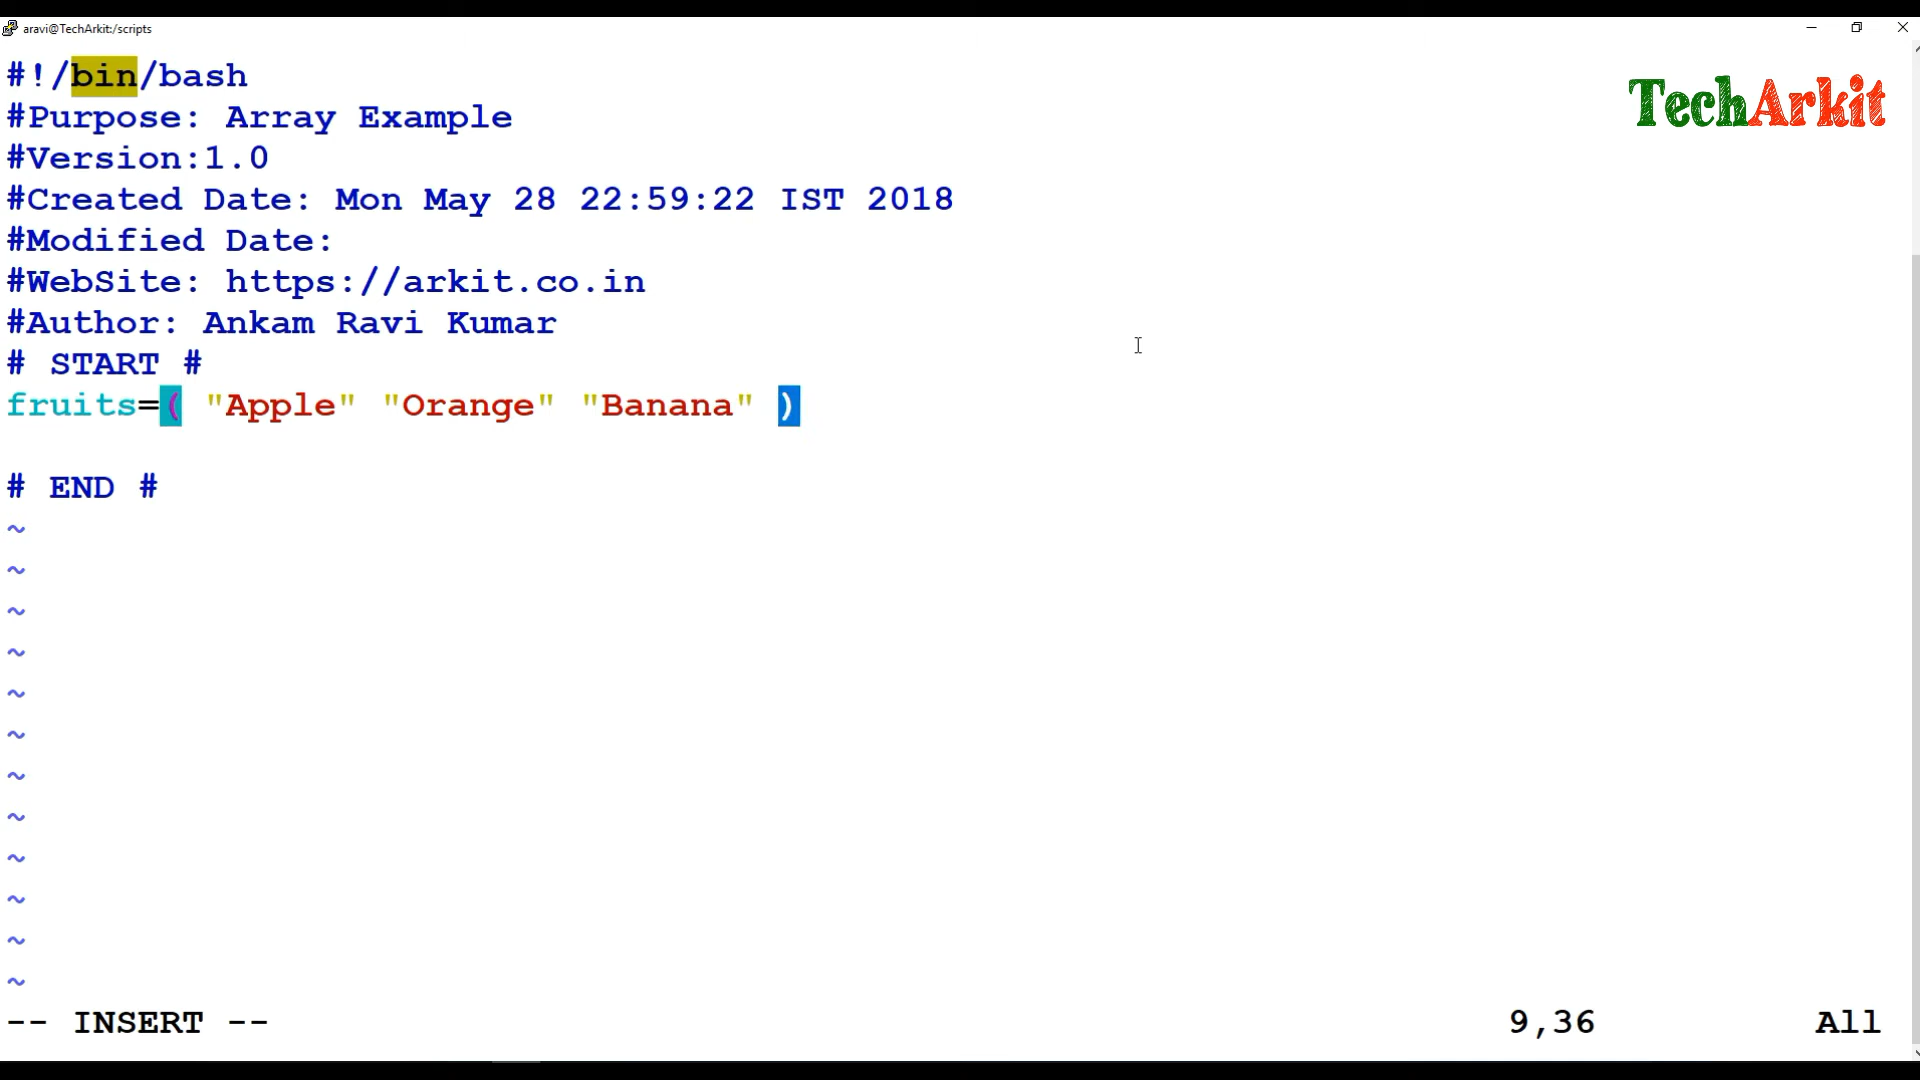 aravi@TechArkit:/scripts
#!/bin/bash
TechArkit
#Purpose: Array Example
#Version:1.0
#Created Date: Mon May 28 22:59:22 IST 2018
#Modified Date:
#WebSite: https://arkit.co.in
#Author: Ankam Ravi Kumar
# START #
fruits=( "Apple" "Orange" "Banana" )
# END #
~
~
~
~
~
~
~
~
~
~
~
~
-- INSERT -- 9,36 All